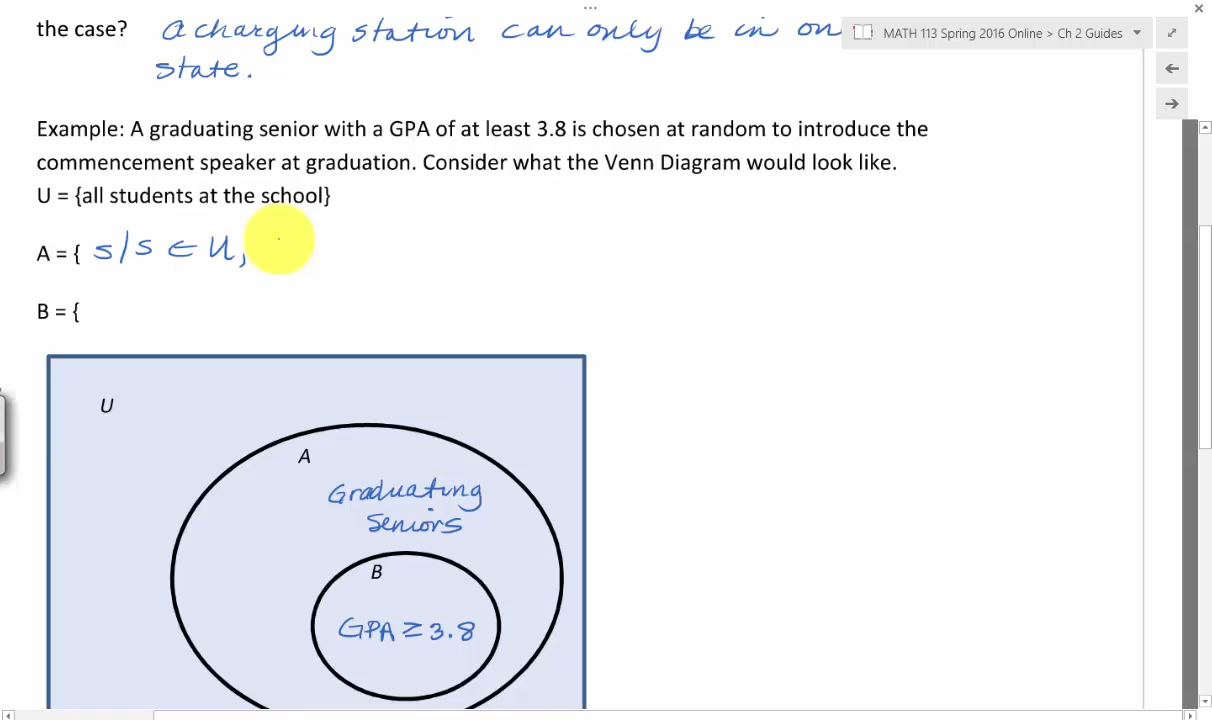 the case? A charging station can only be in on
MATH 113 Spring 2016 Online > Ch 2 Guides
state.
Example: A graduating senior with a GPA of at least 3.8 is chosen at random to introduce the
commencement speaker at graduation. Consider what the Venn Diagram would look like.
U = {all students at the school}
A = { s/s ∈ U,
B = {
U
A
Graduating
Seniors
B
GPA ≥ 3.8